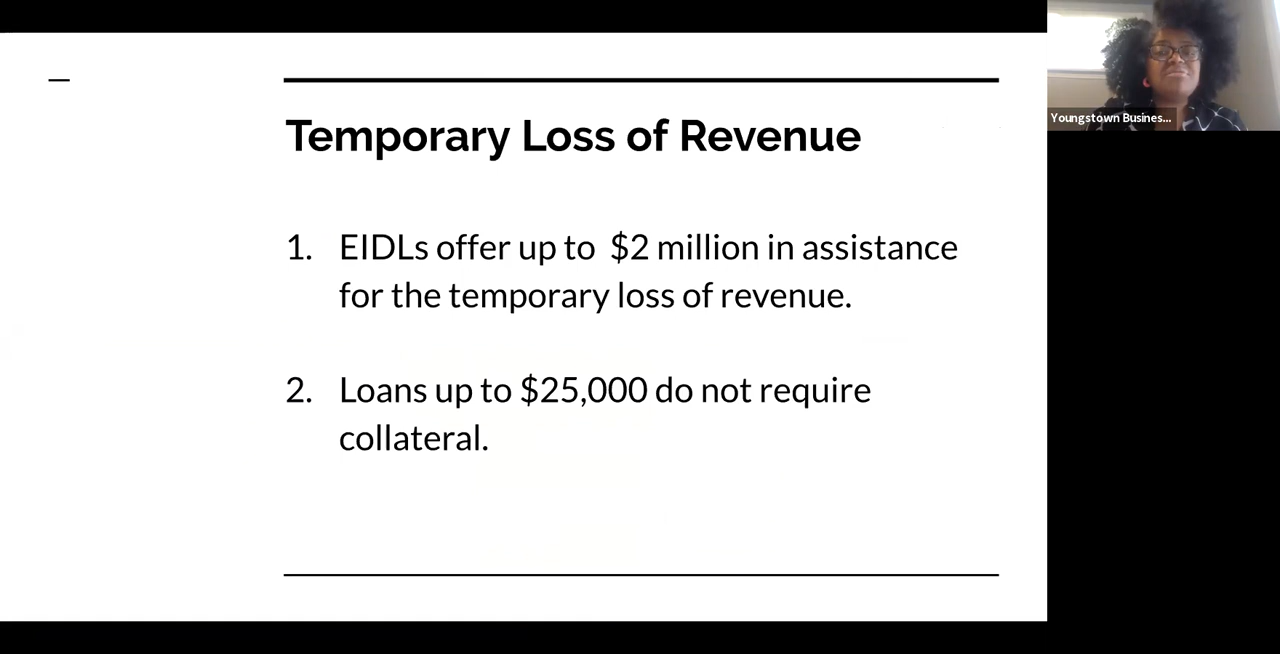 Temporary Loss of Revenue
1. EIDLs offer up to $2 million in assistance
for the temporary loss of revenue.
2. Loans up to $25,000 do not require
collateral.
Youngstown Busines...